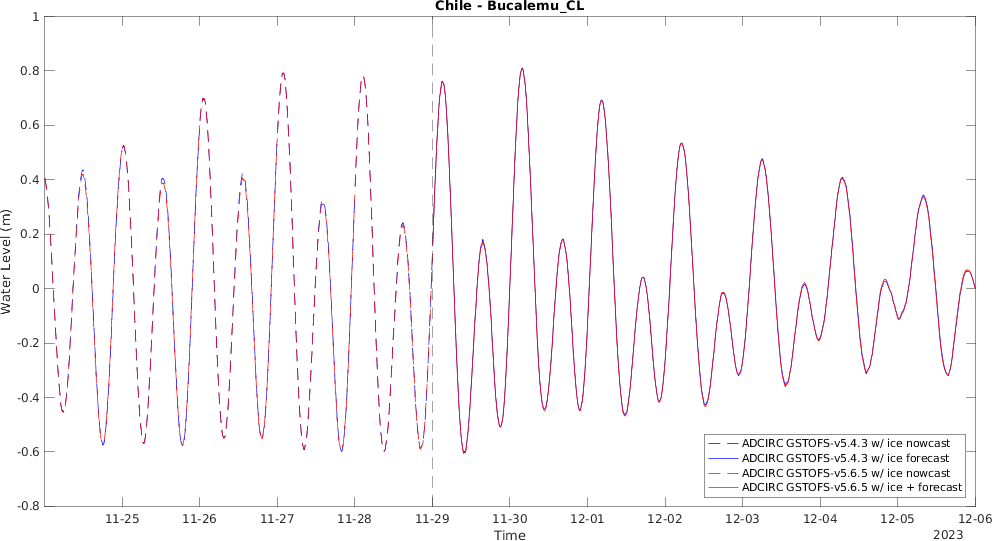 Chile - Bucalemu_CL
1
0.8
0.6
0.4
0.2
0
-0.2
-0.4
-0.6
-0.8
Water Level (m)
ADCIRC GSTOFS-v5.4.3 w/ ice nowcast
ADCIRC GSTOFS-v5.4.3 w/ ice forecast
ADCIRC GSTOFS-v5.6.5 w/ ice nowcast
ADCIRC GSTOFS-v5.6.5 w/ ice + forecast
11-25 11-26 11-27 11-28 11-29 11-30 12-01 12-02 12-03 12-04 12-05 12-06
Time 2023